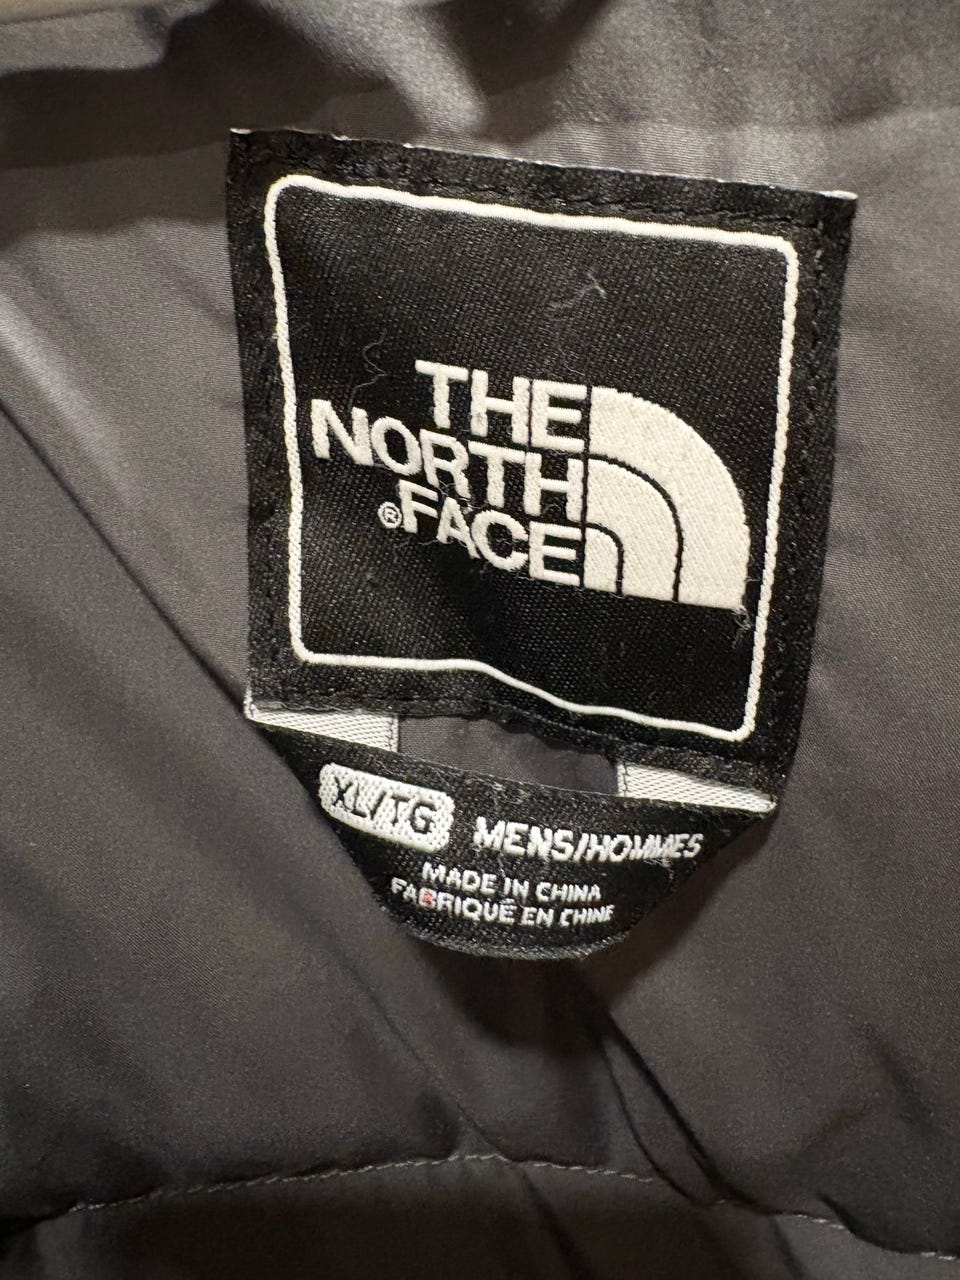 THE
NORTH
®FACE
XL/TG MENS/HOMMES
MADE IN CHINA
FABRIQUÉ EN CHINE